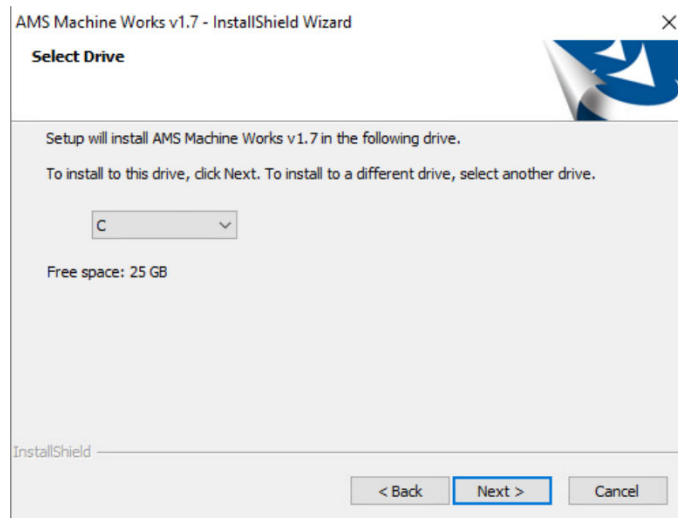 AMS Machine Works v1.7 - InstallShield Wizard
Select Drive
Setup will install AMS Machine Works v1.7 in the following drive.
To install to this drive, click Next. To install to a different drive, select another drive.
C
Free space: 25 GB
InstallShield
< Back Next > Cancel